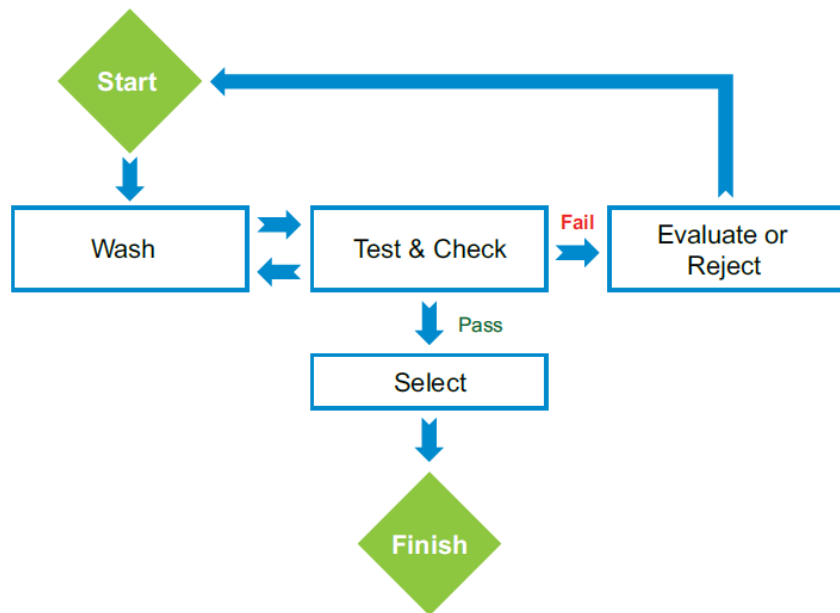 Start
Wash
Test & Check
Fail
Evaluate or
Reject
Pass
Select
Finish